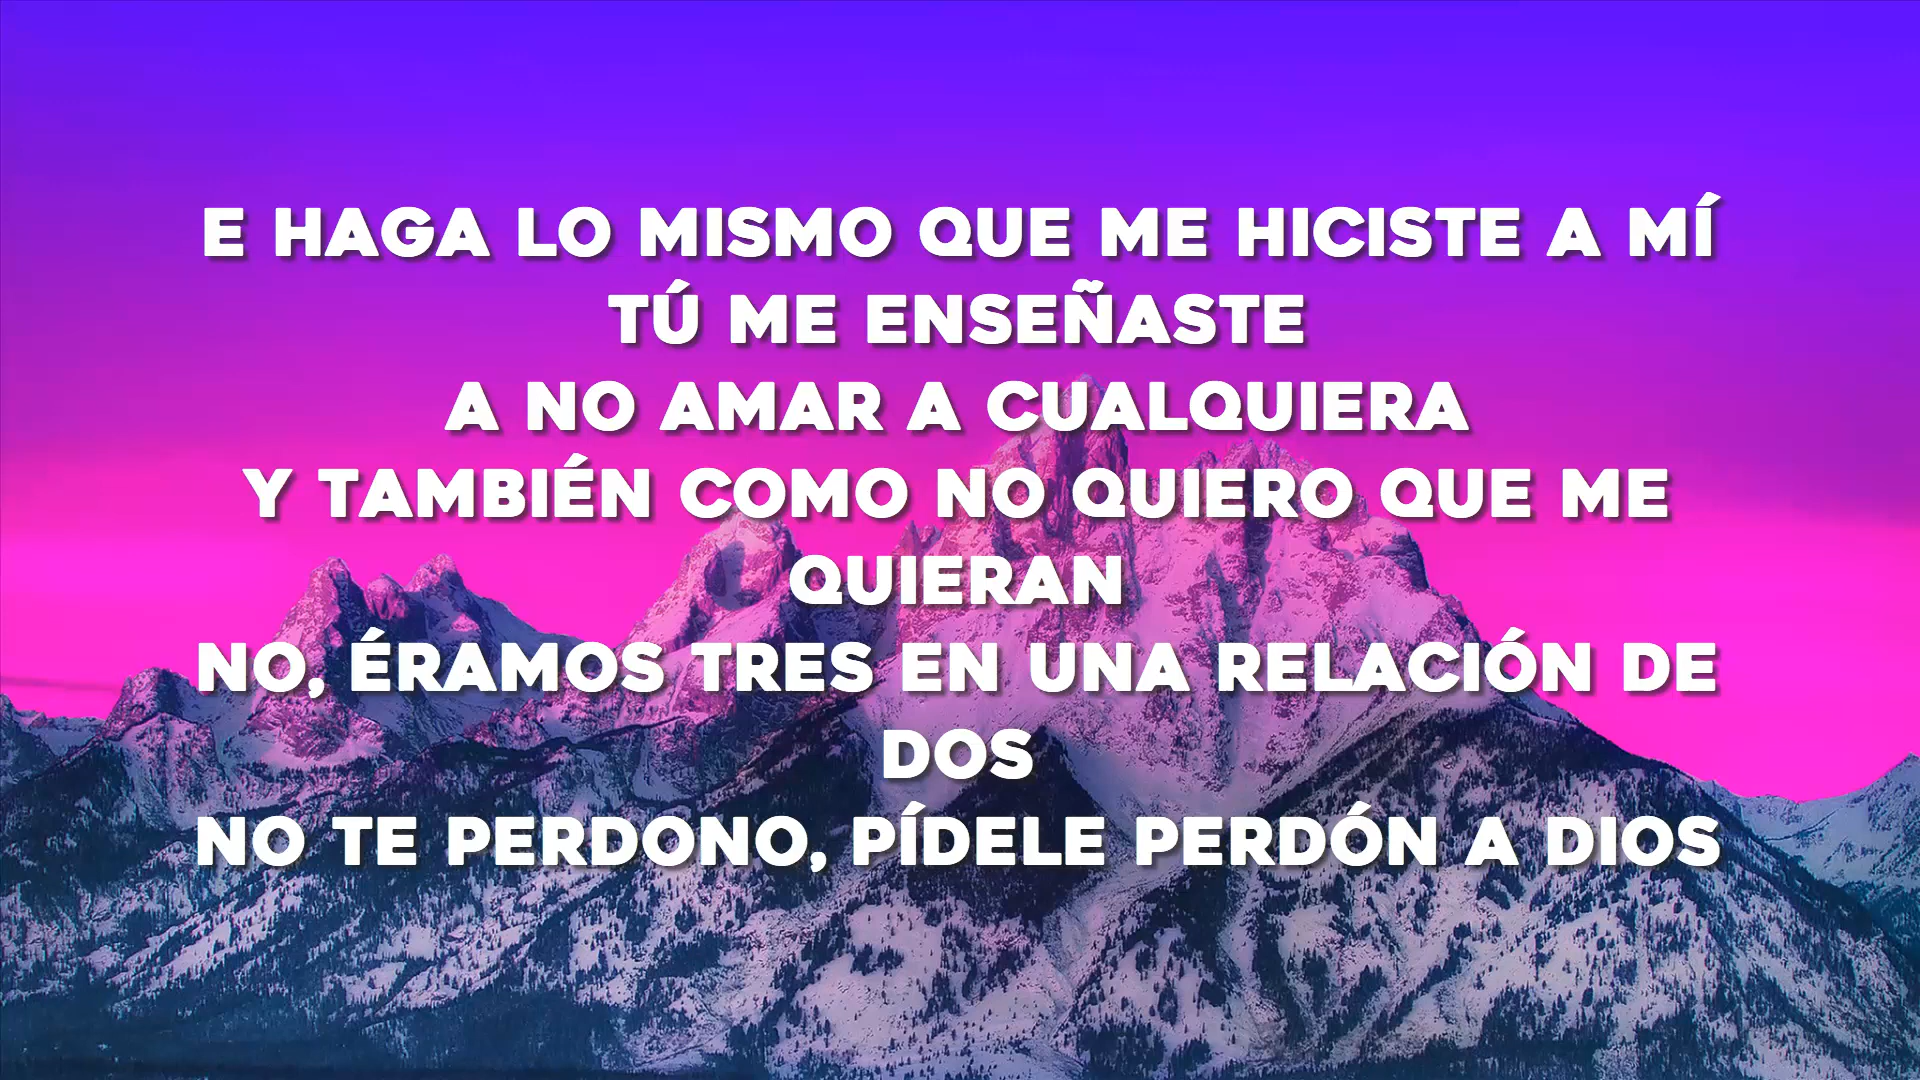 E HAGA LO MISMO QUE ME HICISTE A MÍ
TÚ ME ENSEÑASTE
A NO AMAR A CUALQUIERA
Y TAMBIÉN COMO NO QUIERO QUE ME
QUIERAN
NO, ÉRAMOS TRES EN UNA RELACIÓN DE
DOS
NO TE PERDONO, PÍDELE PERDÓN A DIOS